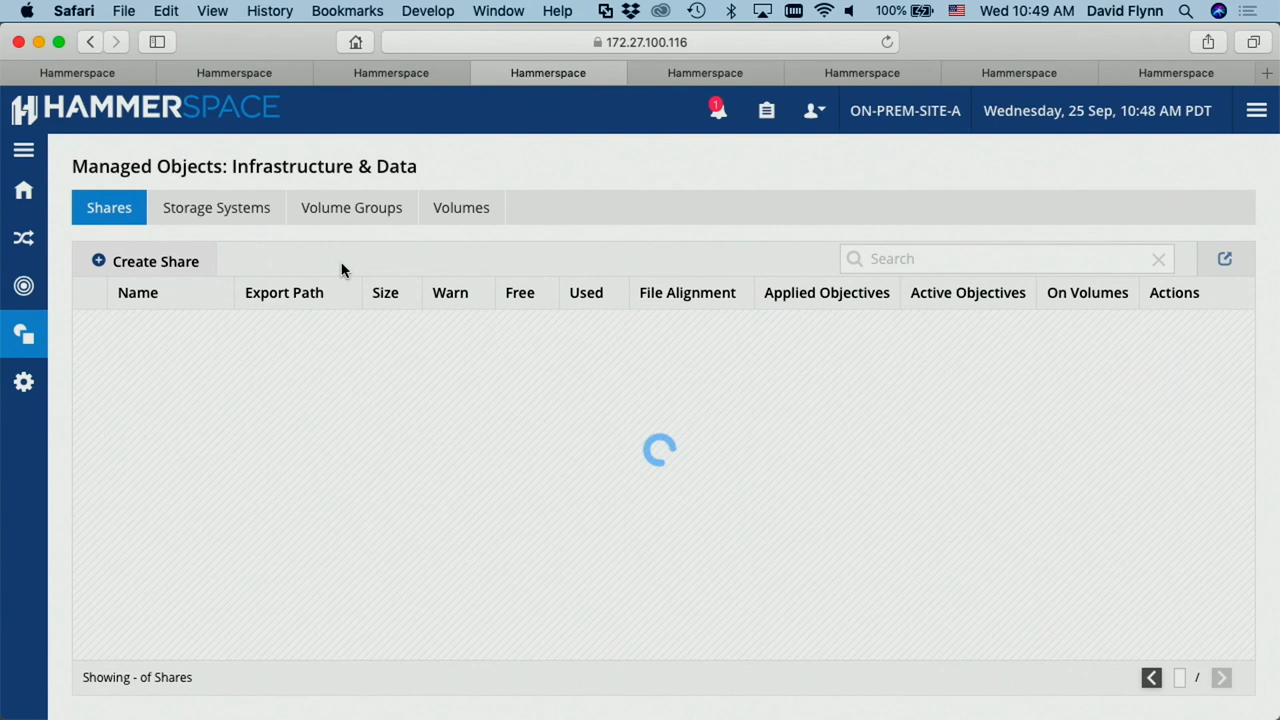 Safari File Edit View History Bookmarks Develop Window Help 100% Wed 10:49 AM David Flynn
172.27.100.116
Hammerspace Hammerspace Hammerspace Hammerspace Hammerspace Hammerspace Hammerspace Hammerspace
HAMMERSPACE 1 ON-PREM-SITE-A Wednesday, 25 Sep, 10:48 AM PDT
Managed Objects: Infrastructure & Data
Shares Storage Systems Volume Groups Volumes
Create Share Search
Name Export Path Size Warn Free Used File Alignment Applied Objectives Active Objectives On Volumes Actions
Showing - of Shares /